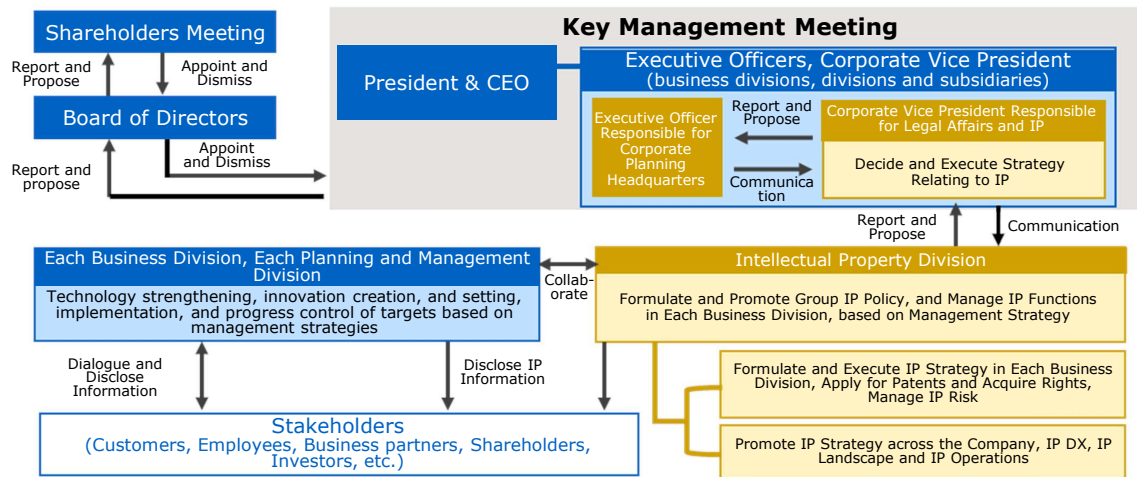 Key Management Meeting
Shareholders Meeting
Report and
Propose
Appoint and
Dismiss
Board of Directors
Report and
propose
Appoint
and Dismiss
President & CEO
Executive Officers, Corporate Vice President
(business divisions, divisions and subsidiaries)
Executive Officer
Responsible for
Corporate
Planning
Headquarters
Report and
Propose
Communica
tion
Corporate Vice President Responsible
for Legal Affairs and IP
Decide and Execute Strategy
Relating to IP
Report and
Propose
Communication
Each Business Division, Each Planning and Management
Division
Technology strengthening, innovation creation, and setting,
implementation, and progress control of targets based on
management strategies
Collab-
orate
Intellectual Property Division
Formulate and Promote Group IP Policy, and Manage IP Functions
in Each Business Division, based on Management Strategy
Dialogue and
Disclose
Information
Disclose IP
Information
Formulate and Execute IP Strategy in Each Business
Division, Apply for Patents and Acquire Rights,
Manage IP Risk
Stakeholders
(Customers, Employees, Business partners, Shareholders,
Investors, etc.)
Promote IP Strategy across the Company, IP DX, IP
Landscape and IP Operations